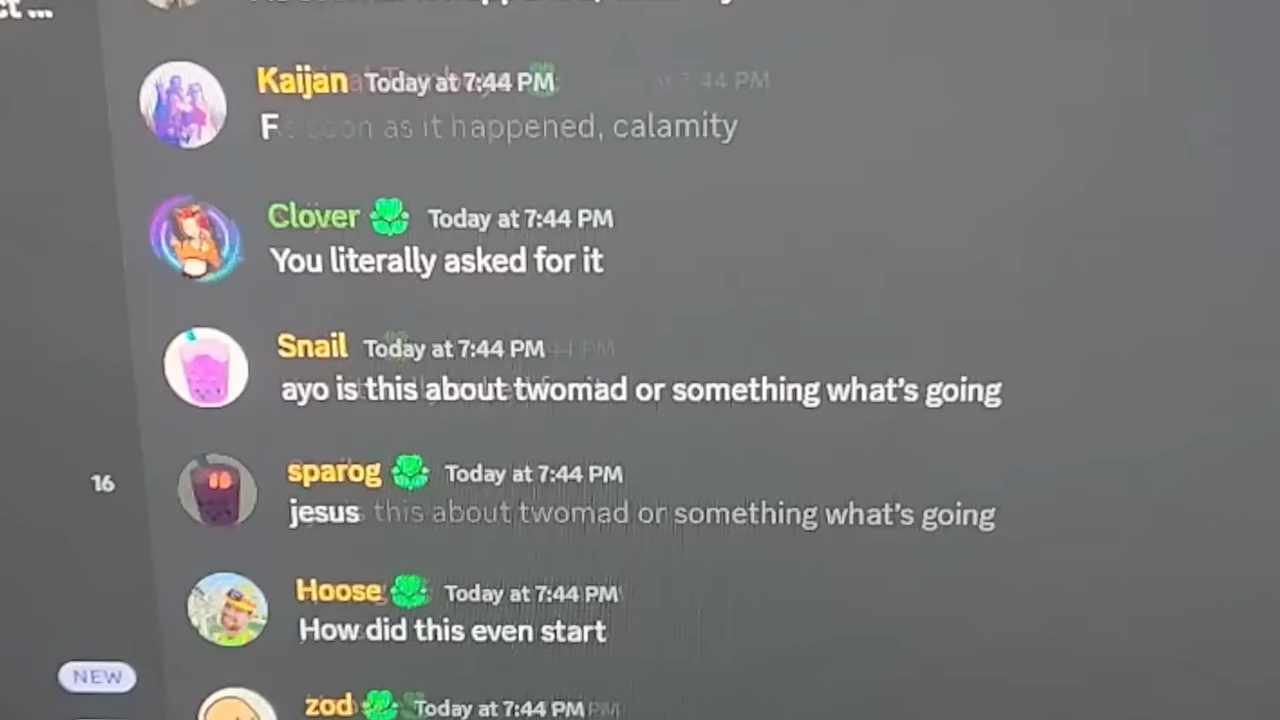 ct ...
Kaijan Today at 7:44 PM
F
as it happened, calamity
Clover Today at 7:44 PM
You literally asked for it
Snail Today at 7:44 PM
ayo is this about twomad or something what's going
sparog Today at 7:44 PM
jesus this about twomad or something what's going
16
Hoose Today at 7:44 PM
How did this even start
NEW
zod Today at 7:44 PM